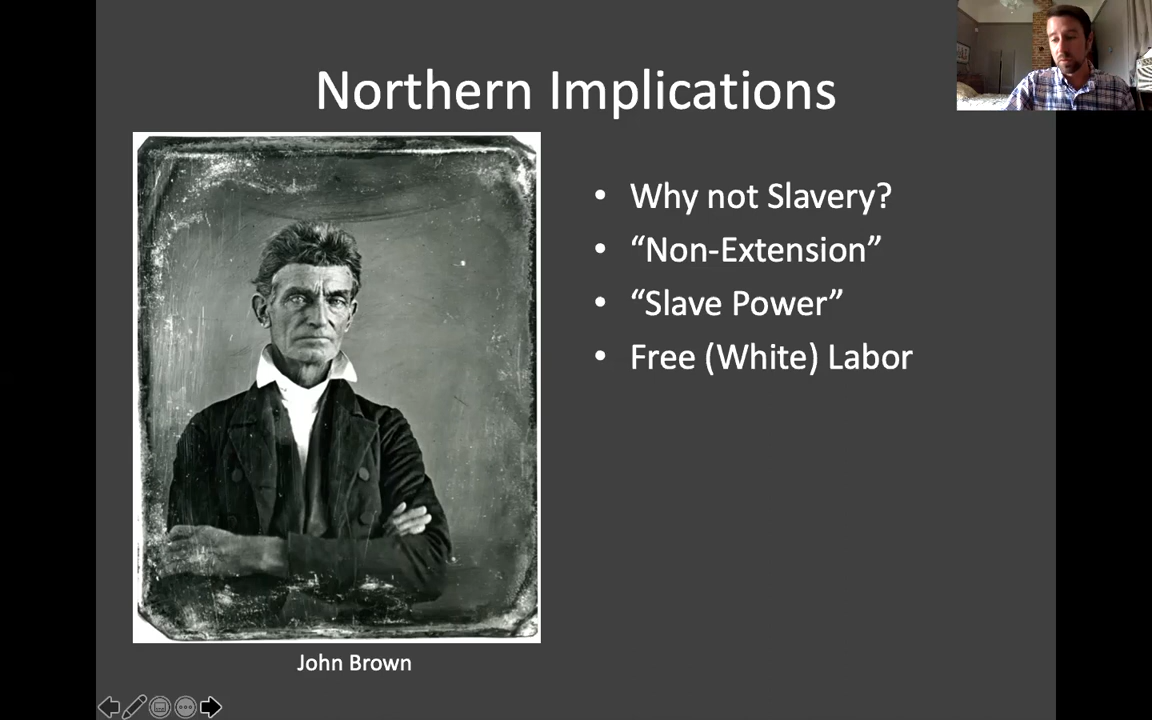 Northern Implications
• Why not Slavery?
• “Non-Extension”
• “Slave Power”
• Free (White) Labor
John Brown